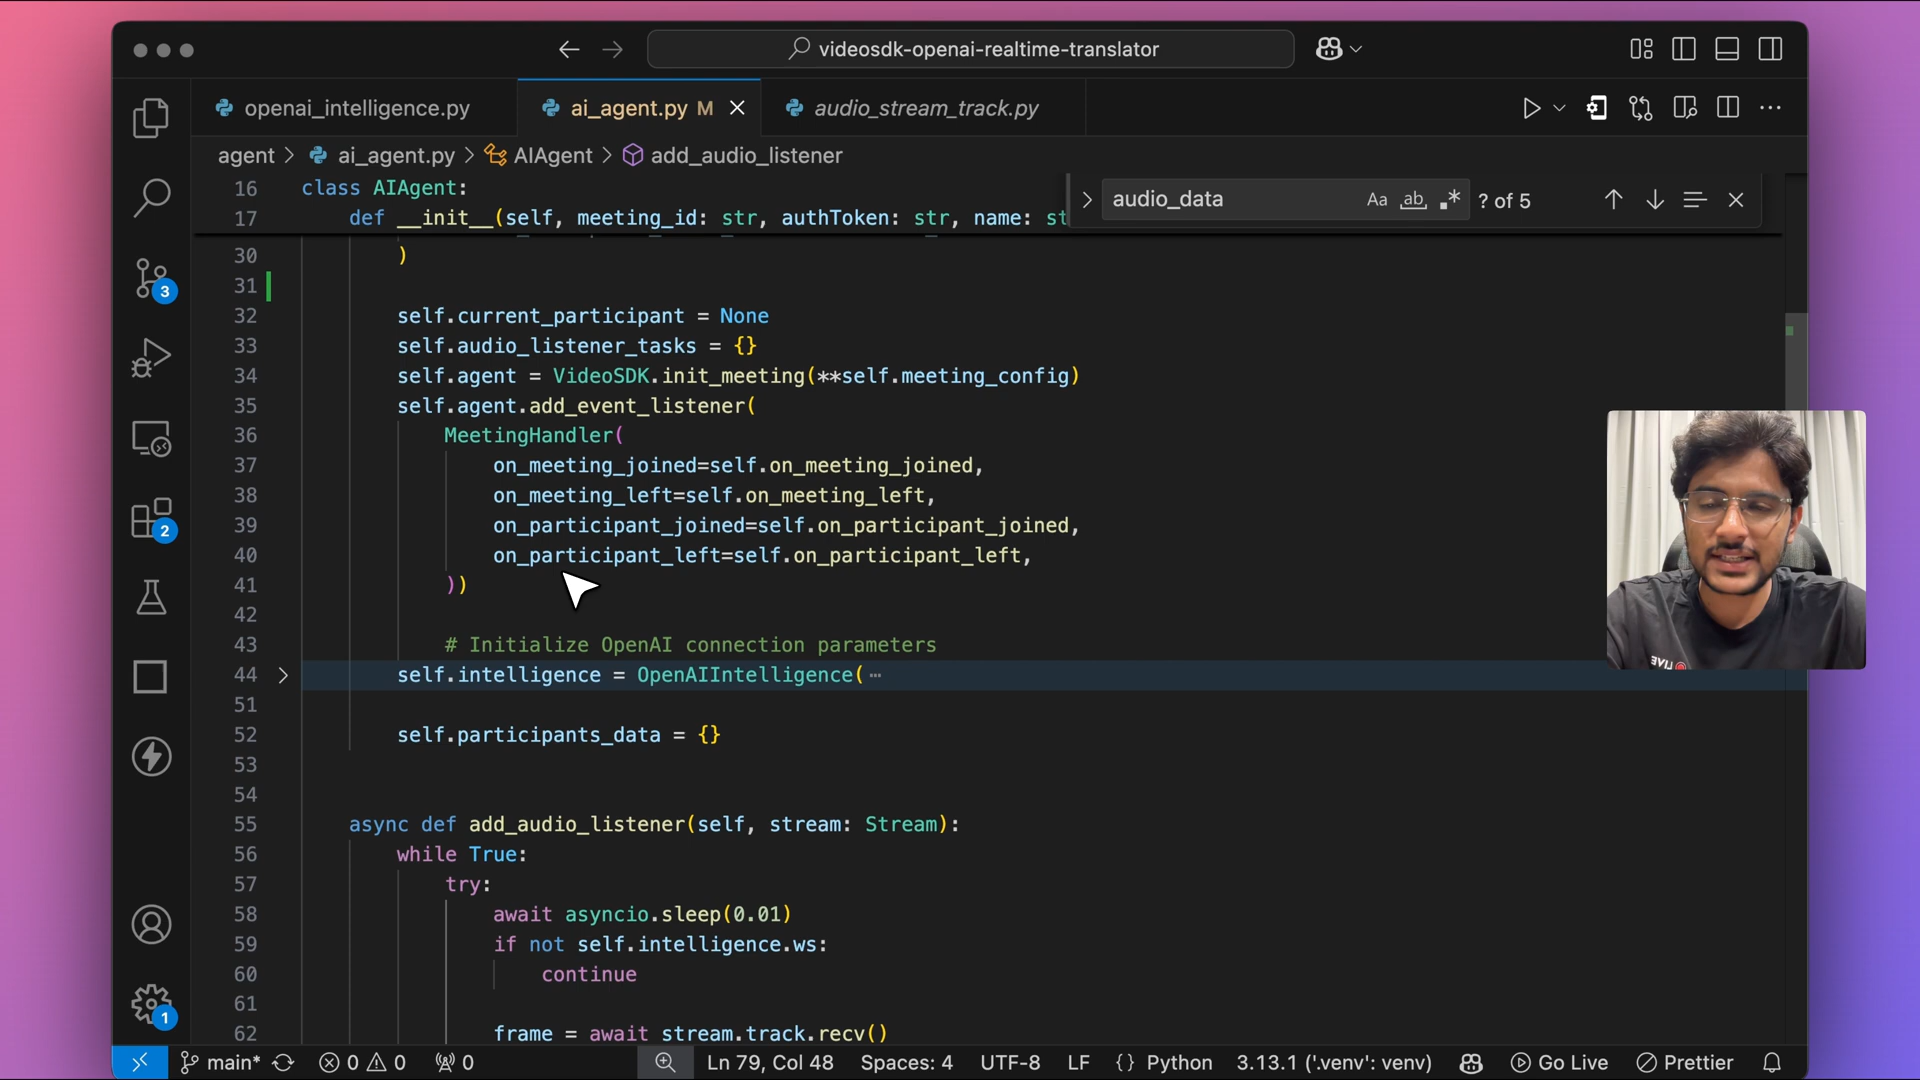 videosdk-openai-realtime-translator
openai_intelligence.py
ai_agent.py M
audio_stream_track.py
agent > ai_agent.py > AIAgent > add_audio_listener
audio_data
Aa ab .* ? of 5
16 class AIAgent:
17 def __init__(self, meeting_id: str, authToken: str, name: st
30 )
31
32 self.current_participant = None
33 self.audio_listener_tasks = {}
34 self.agent = VideoSDK.init_meeting(**self.meeting_config)
35 self.agent.add_event_listener(
36 MeetingHandler(
37 on_meeting_joined=self.on_meeting_joined,
38 on_meeting_left=self.on_meeting_left,
39 on_participant_joined=self.on_participant_joined,
40 on_participant_left=self.on_participant_left,
41 ))
42
43 # Initialize OpenAI connection parameters
44 self.intelligence = OpenAIIntelligence( ⋯
51
52 self.participants_data = {}
53
54
55 async def add_audio_listener(self, stream: Stream):
56 while True:
57 try:
58 await asyncio.sleep(0.01)
59 if not self.intelligence.ws:
60 continue
61
62 frame = await stream.track.recv()
3
2
1
LIVE
main* 0 0 0 Ln 79, Col 48 Spaces: 4 UTF-8 LF {} Python 3.13.1 ('.venv': venv) Go Live Prettier